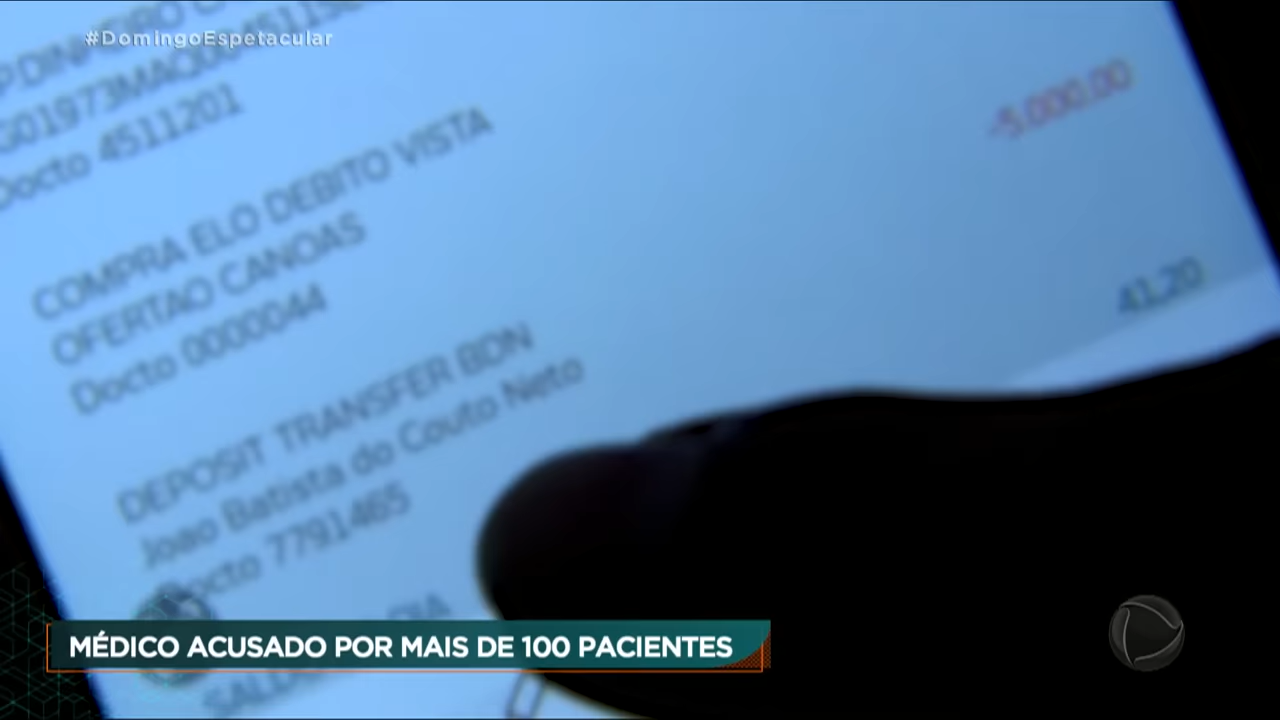 #DomingoEspetacular
Docto 4511201
-5.000,00
COMPRA ELO DEBITO VISTA
OFERTAO CANOAS
Docto 0000044
41,20
DEPOSIT TRANSFER BDN
Joao Batista do Couto Neto
Docto 7791465
MÉDICO ACUSADO POR MAIS DE 100 PACIENTES